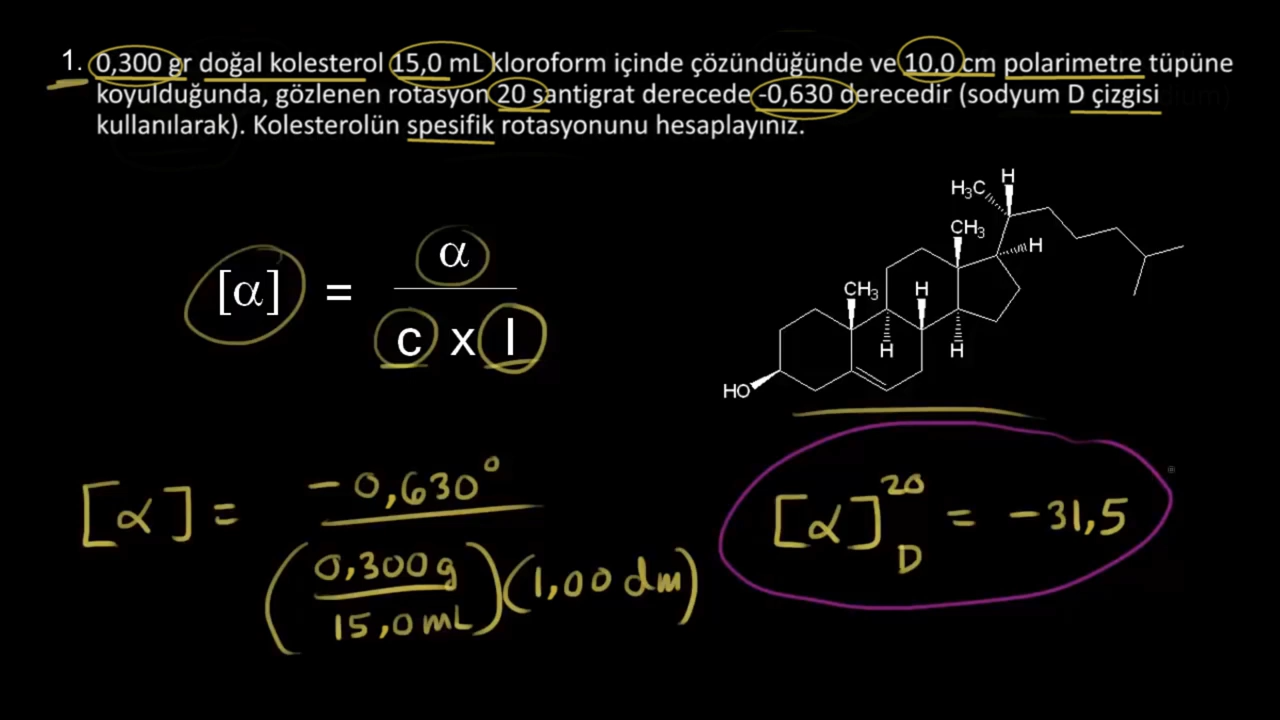 1. 0,300 gr doğal kolesterol 15,0 mL kloroform içinde çözündüğünde ve 10,0 cm polarimetre tüpüne
koyulduğunda, gözlenen rotasyon 20 santigrat derecede -0,630 derecedir (sodyum D çizgisi
kullanılarak). Kolesterolün spesifik rotasyonunu hesaplayınız.
[α] = α
c x l
H
H₃C
CH₃
H
CH₃
H
H
H
HO
[α] = -0,630°
(0,300g
15,0mL) (1,00 dm)
[α]²⁰
D = -31,5